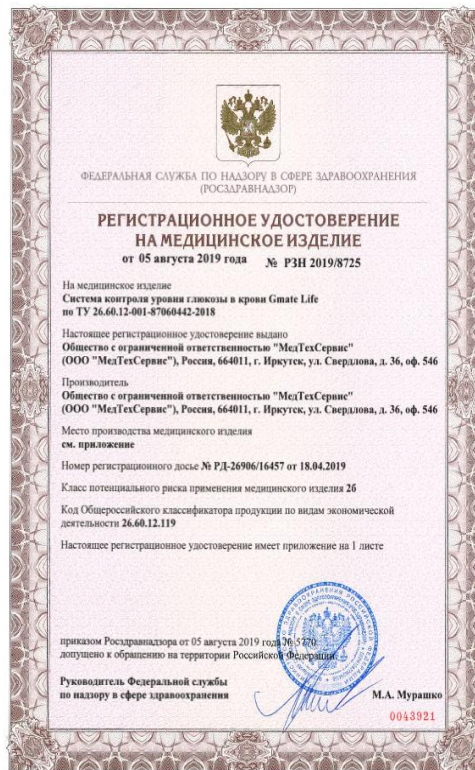 ФЕДЕРАЛЬНАЯ СЛУЖБА ПО НАДЗОРУ В СФЕРЕ ЗДРАВООХРАНЕНИЯ
(РОСЗДРАВНАДЗОР)
РЕГИСТРАЦИОННОЕ УДОСТОВЕРЕНИЕ
НА МЕДИЦИНСКОЕ ИЗДЕЛИЕ
от 05 августа 2019 года № РЗН 2019/8725
На медицинское изделие
Система контроля уровня глюкозы в крови Gmate Life
по ТУ 26.60.12-001-87060442-2018
Настоящее регистрационное удостоверение выдано
Общество с ограниченной ответственностью "МедТехСервис"
(ООО "МедТехСервис"), Россия, 664011, г. Иркутск, ул. Свердлова, д. 36, оф. 546
Производитель
Общество с ограниченной ответственностью "МедТехСервис"
(ООО "МедТехСервис"), Россия, 664011, г. Иркутск, ул. Свердлова, д. 36, оф. 546
Место производства медицинского изделия
см. приложение
Номер регистрационного досье № РД-26906/16457 от 18.04.2019
Класс потенциального риска применения медицинского изделия 2б
Код Общероссийского классификатора продукции по видам экономической
деятельности 26.60.12.119
Настоящее регистрационное удостоверение имеет приложение на 1 листе
приказом Росздравнадзора от 05 августа 2019 года № 5770
допущено к обращению на территории Российской Федерации.
Руководитель Федеральной службы
по надзору в сфере здравоохранения
М.А. Мурашко
0043921